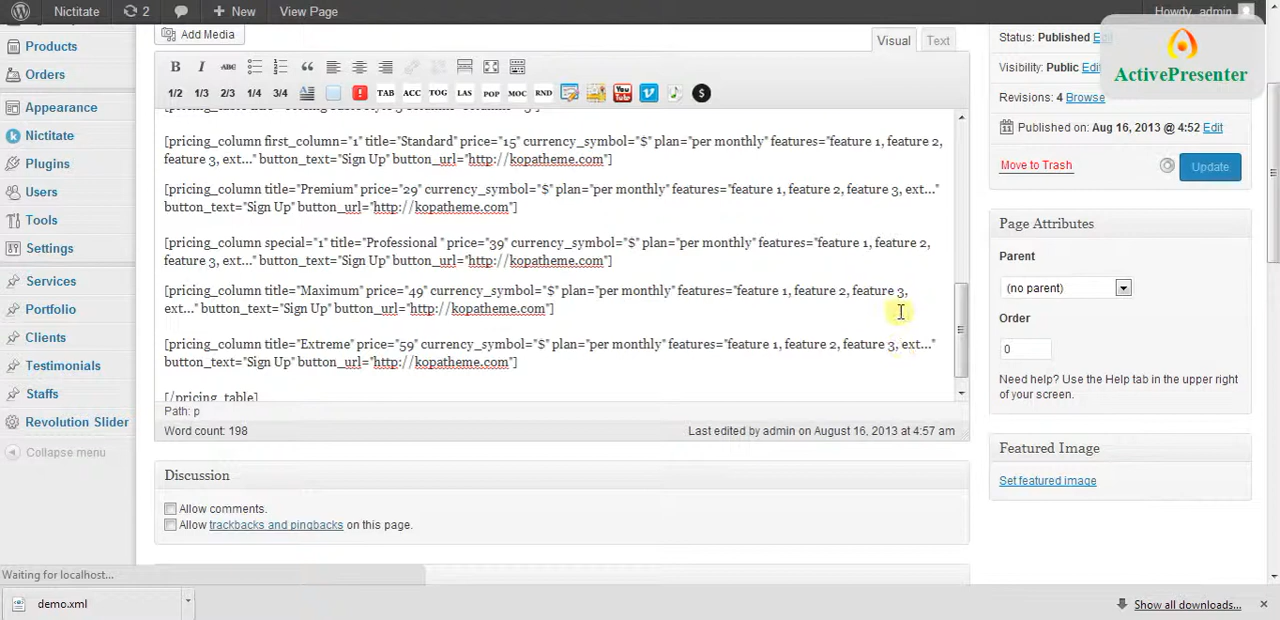 Nictitate 2 New View Page Howdy, admin
Products
Orders
Appearance
Nictitate
Plugins
Users
Tools
Settings
Events
Portfolio
Clients
Testimonials
Staffs
Revolution Slider
Collapse menu
Add Media
Visual Text
B I ABC
1/2 1/3 2/3 1/4 3/4 TAB ACC TOG LAS POP MOC RND You Tube
[pricing_column first_column="1" title="Standard" price="15" currency_symbol="$" plan="per monthly" features="feature 1, feature 2,
feature 3, ext..." button_text="Sign Up" button_url="http://kopatheme.com"]
[pricing_column title="Premium" price="29" currency_symbol="$" plan="per monthly" features="feature 1, feature 2, feature 3, ext..."
button_text="Sign Up" button_url="http://kopatheme.com"]
[pricing_column special="1" title="Professional " price="39" currency_symbol="$" plan="per monthly" features="feature 1, feature 2,
feature 3, ext..." button_text="Sign Up" button_url="http://kopatheme.com"]
[pricing_column title="Maximum" price="49" currency_symbol="$" plan="per monthly" features="feature 1, feature 2, feature 3,
ext..." button_text="Sign Up" button_url="http://kopatheme.com"]
[pricing_column title="Extreme" price="59" currency_symbol="$" plan="per monthly" features="feature 1, feature 2, feature 3, ext..."
button_text="Sign Up" button_url="http://kopatheme.com"]
[/pricing_table]
Path: p
Word count: 198 Last edited by admin on August 16, 2013 at 4:57 am
Discussion
Allow comments.
Allow trackbacks and pingbacks on this page.
Status: Published
Visibility: Public Edit
Revisions: 4 Browse
Published on: Aug 16, 2013 @ 4:52 Edit
Move to Trash Update
Page Attributes
Parent
(no parent)
Order
0
Need help? Use the Help tab in the upper right
of your screen.
Featured Image
Set featured image
ActivePresenter
Waiting for localhost...
demo.xml Show all downloads...